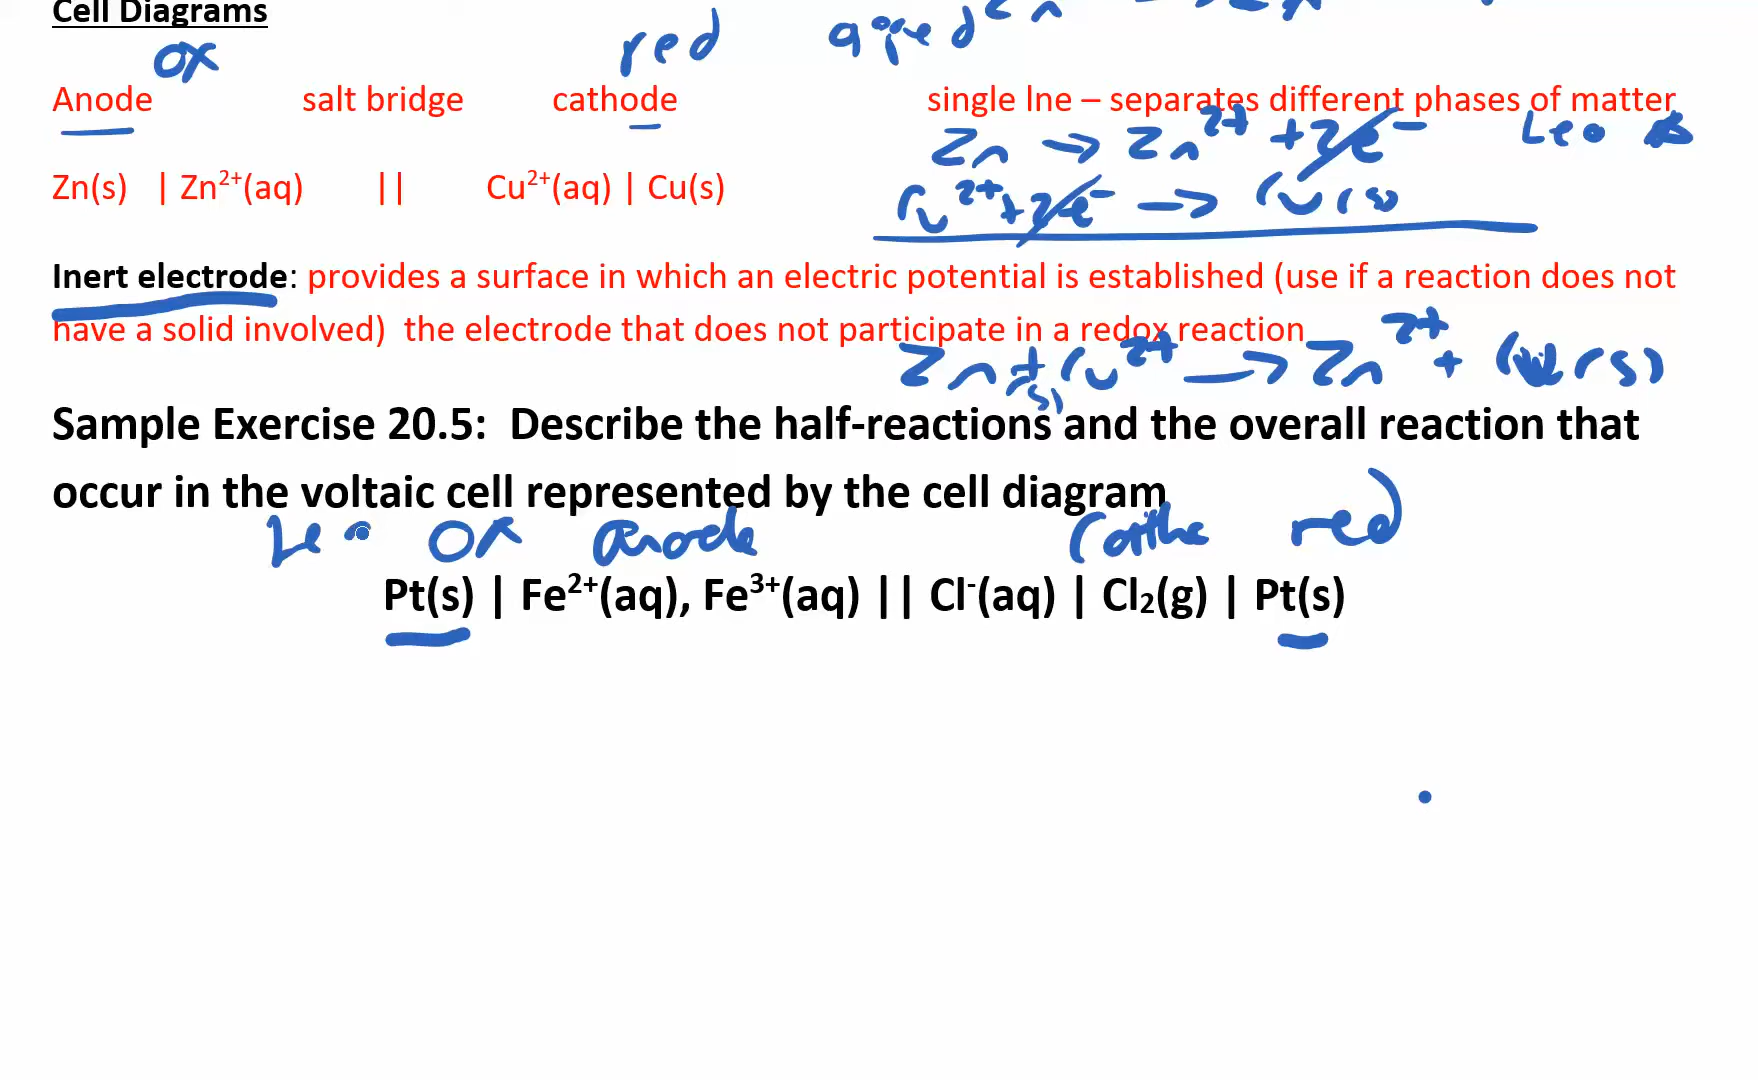 Cell Diagrams
ox red
Anode salt bridge cathode single lne – separates different phases of matter
Zn → Zn²⁺ + 2e⁻ Leo
Zn(s) | Zn²⁺(aq) || Cu²⁺(aq) | Cu(s)
Cu²⁺ + 2e⁻ → Cu(s)
Inert electrode: provides a surface in which an electric potential is established (use if a reaction does not
have a solid involved) the electrode that does not participate in a redox reaction
Zn(s) + Cu²⁺ → Zn²⁺ + Cu(s)
Sample Exercise 20.5: Describe the half-reactions and the overall reaction that
occur in the voltaic cell represented by the cell diagram
Leo ox anode red
Pt(s) | Fe²⁺(aq), Fe³⁺(aq) || Cl⁻(aq) | Cl₂(g) | Pt(s)